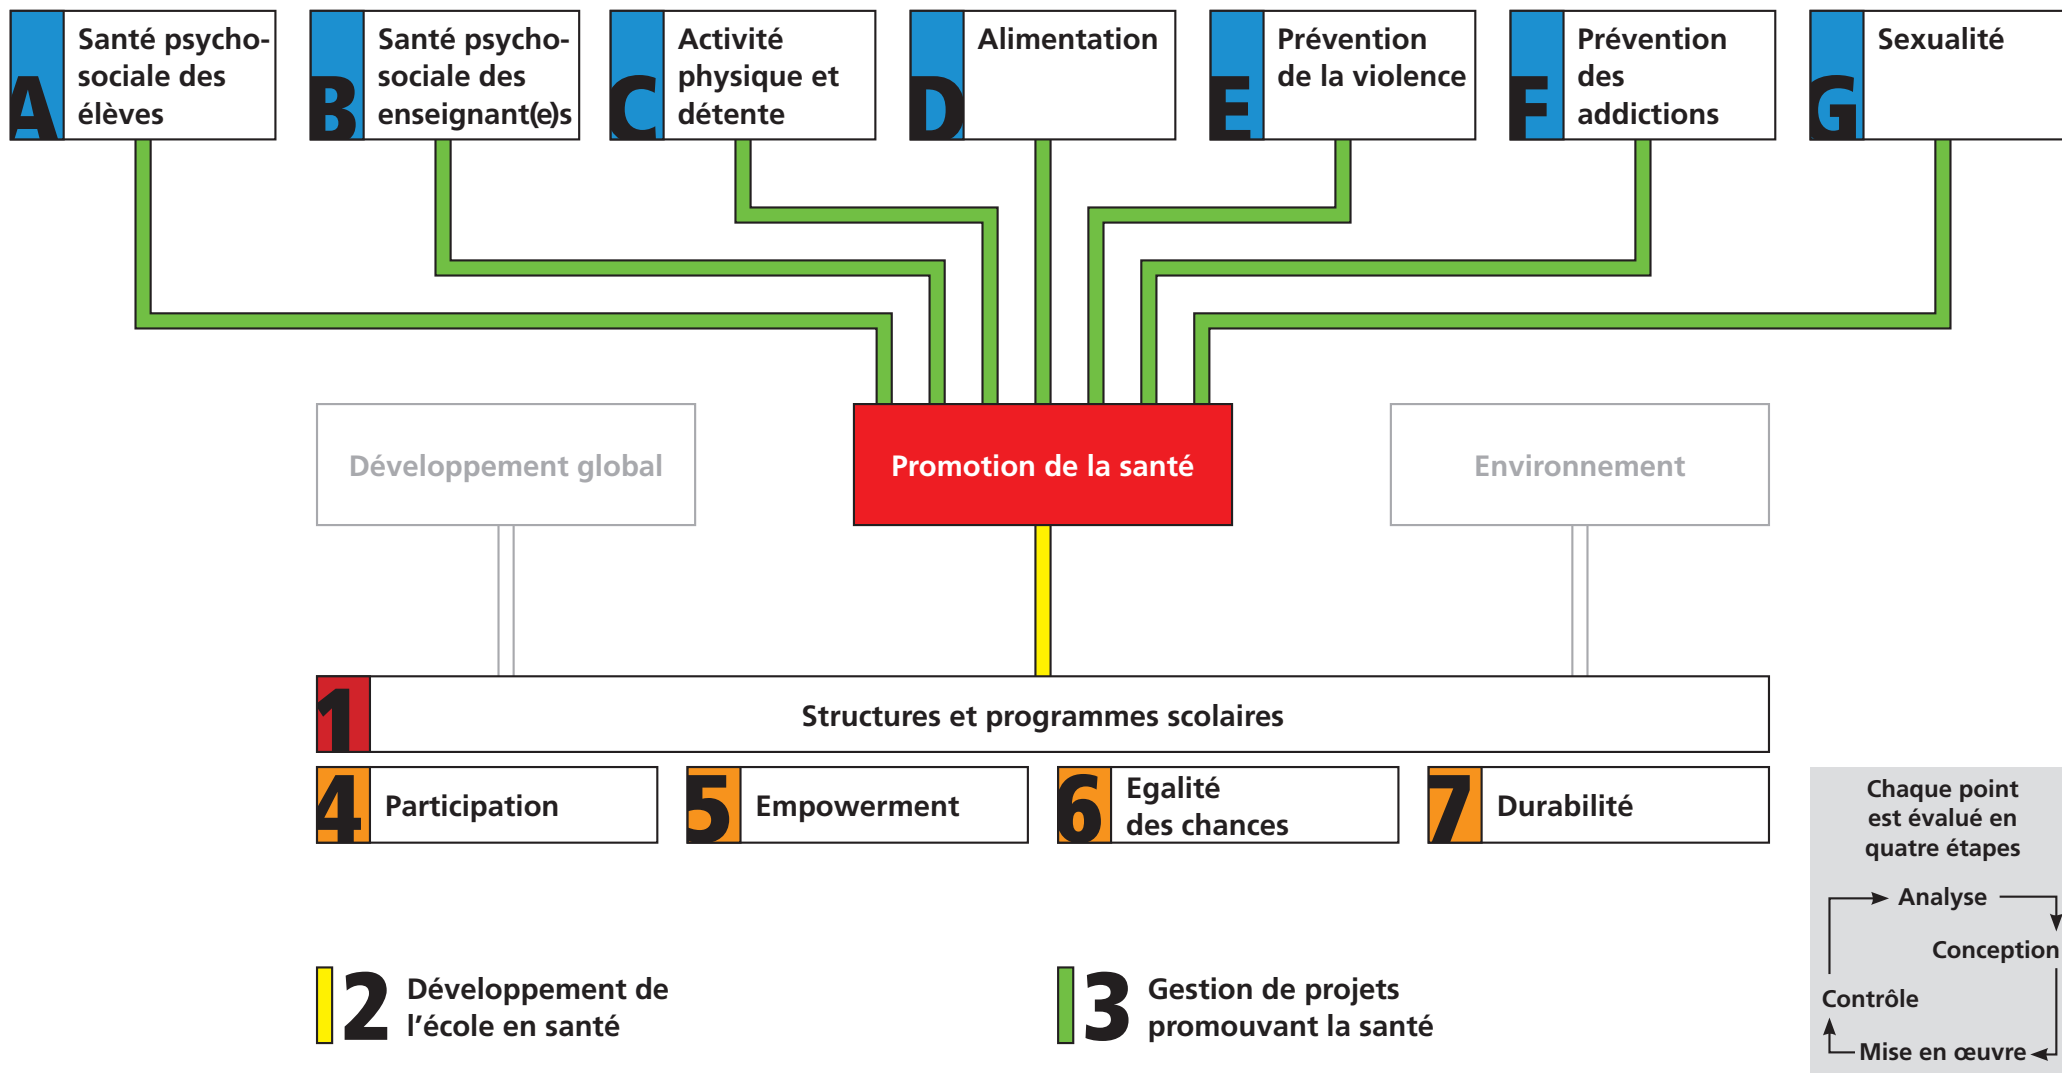 A
Santé psycho-
sociale des
élèves
B
Santé psycho-
sociale des
enseignant(e)s
C
Activité
physique et
détente
D
Alimentation
E
Prévention
de la violence
F
Prévention
des
addictions
G
Sexualité
Développement global
Promotion de la santé
Environnement
1
Structures et programmes scolaires
4
Participation
5
Empowerment
6
Egalité
des chances
7
Durabilité
2
Développement de
l'école en santé
3
Gestion de projets
promouvant la santé
Chaque point
est évalué en
quatre étapes
Analyse
Conception
Contrôle
Mise en œuvre